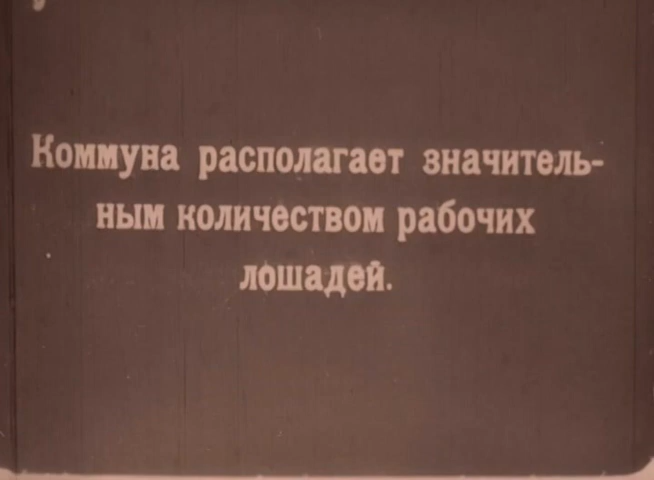 Коммуна располагает значитель-
ным количеством рабочих
лошадей.